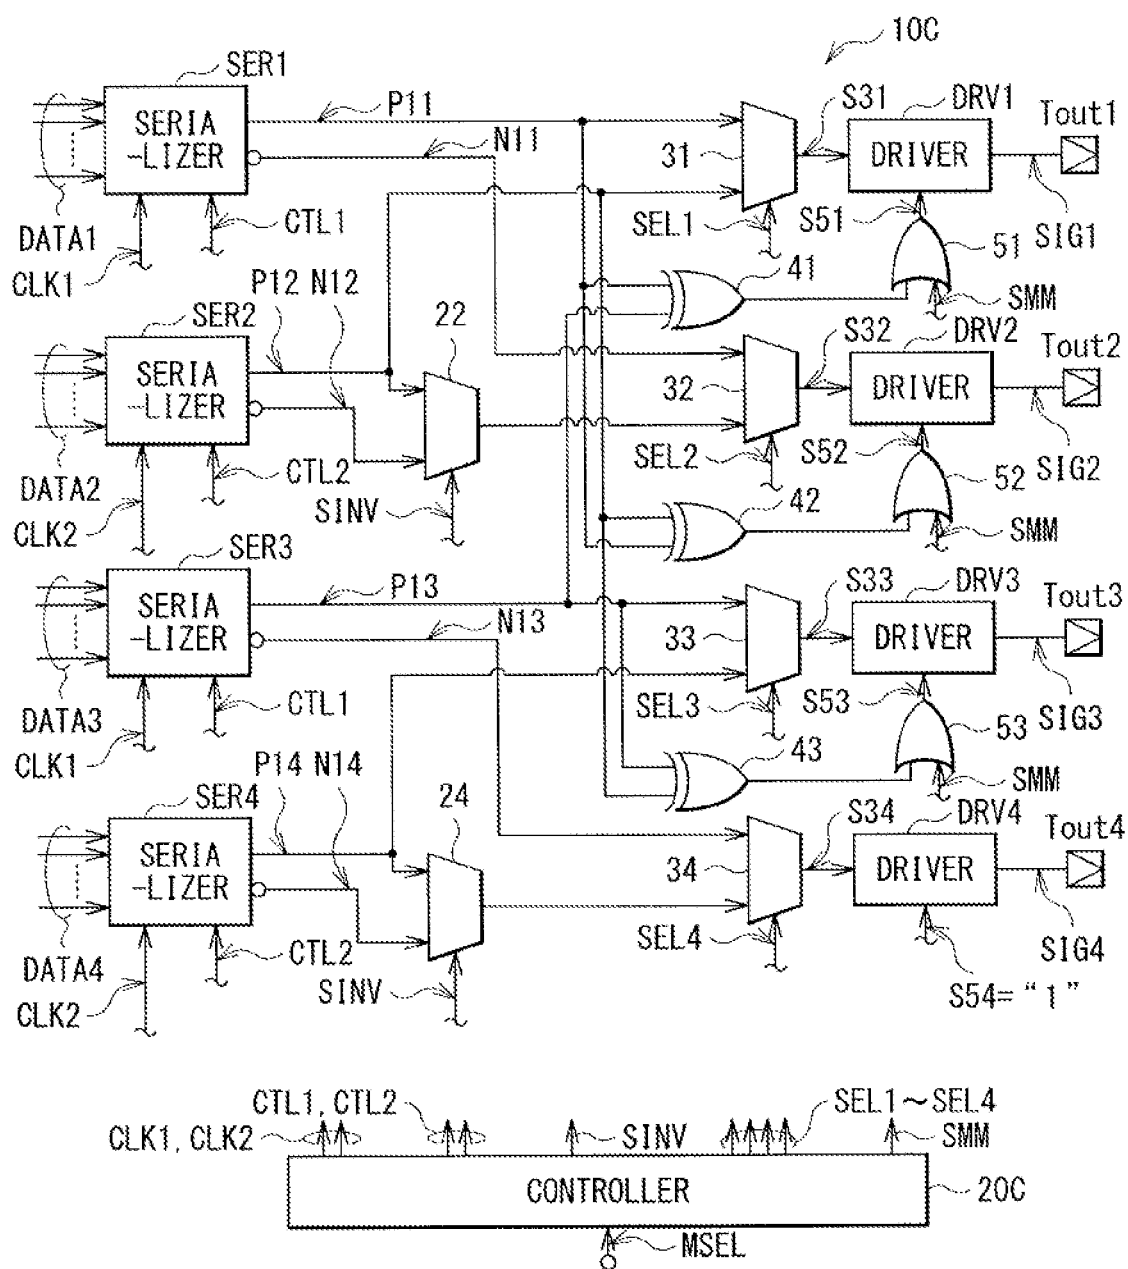 10C
SER1
P11
N11
SERIA
-LIZER
DATA1
CLK1
CTL1
31
S31
DRV1
Tout1
DRIVER
SEL1
S51
51
SIG1
41
SMM
P12 N12
SER2
22
SERIA
-LIZER
DATA2
CLK2
CTL2
SINV
32
S32
DRV2
Tout2
DRIVER
SEL2
S52
52
SIG2
42
SMM
SER3
P13
N13
SERIA
-LIZER
DATA3
CLK1
CTL1
33
S33
DRV3
Tout3
DRIVER
SEL3
S53
53
SIG3
43
SMM
P14 N14
SER4
24
SERIA
-LIZER
DATA4
CLK2
CTL2
SINV
34
S34
DRV4
Tout4
DRIVER
SEL4
SIG4
S54=“1”
CTL1, CTL2
CLK1, CLK2
SINV
SEL1~SEL4
SMM
CONTROLLER
20C
MSEL